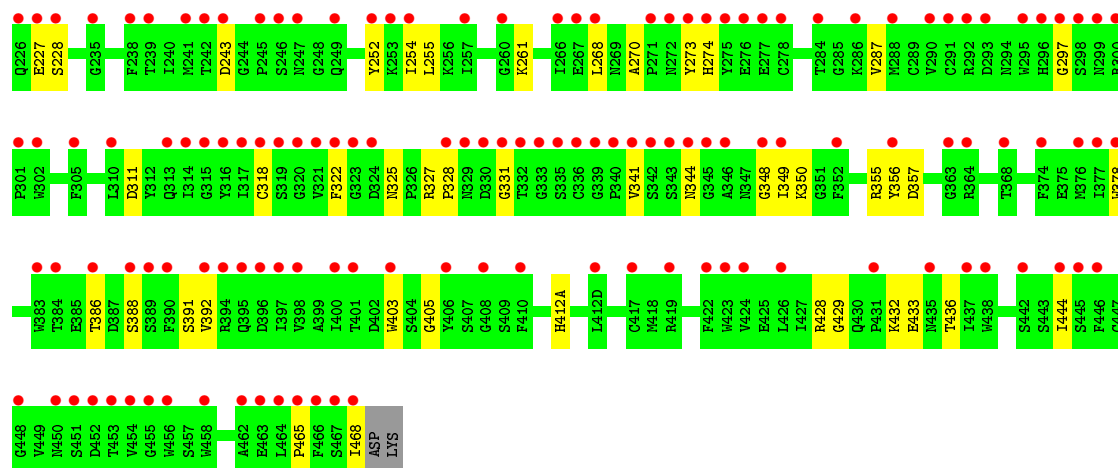 Q226 E227 S228 G235 F238 T239 I240 M241 T242 D243 G244 P245 S246 N247 G248 Q249 Y252 K253 I254 L255 K256 I257 G260 K261 I266 E267 L268 N269 A270 P271 N272 Y273 H274 Y275 E276 E277 C278 T284 G285 K286 V287 M288 C289 V290 C291 R292 D293 N294 W295 H296 G297 S298 N299 R300
P301 W302 F305 L310 D311 Y312 Q313 I314 G315 Y316 I317 C318 S319 G320 V321 F322 G323 D324 N325 P326 R327 P328 N329 D330 G331 T332 G333 S335 C336 G339 P340 V341 S342 S343 N344 G345 A346 N347 G348 I349 K350 G351 F352 R355 Y356 D357 G363 R364 T368 F374 E375 M376 I377 W378
W383 T384 E385 T386 D387 S388 S389 F390 S391 V392 R394 Q395 D396 I397 V398 A399 I400 T401 D402 W403 S404 G405 Y406 S407 G408 S409 F410 H412A L412D C417 M418 R419 F422 W423 V424 E425 L426 I427 R428 G429 Q430 P431 K432 E433 N435 T436 I437 W438 S442 S443 I444 S445 F446 C447
G448 V449 N450 S451 D452 T453 V454 G455 W456 S457 W458 A462 E463 L464 P465 F466 S467 I468 ASP LYS